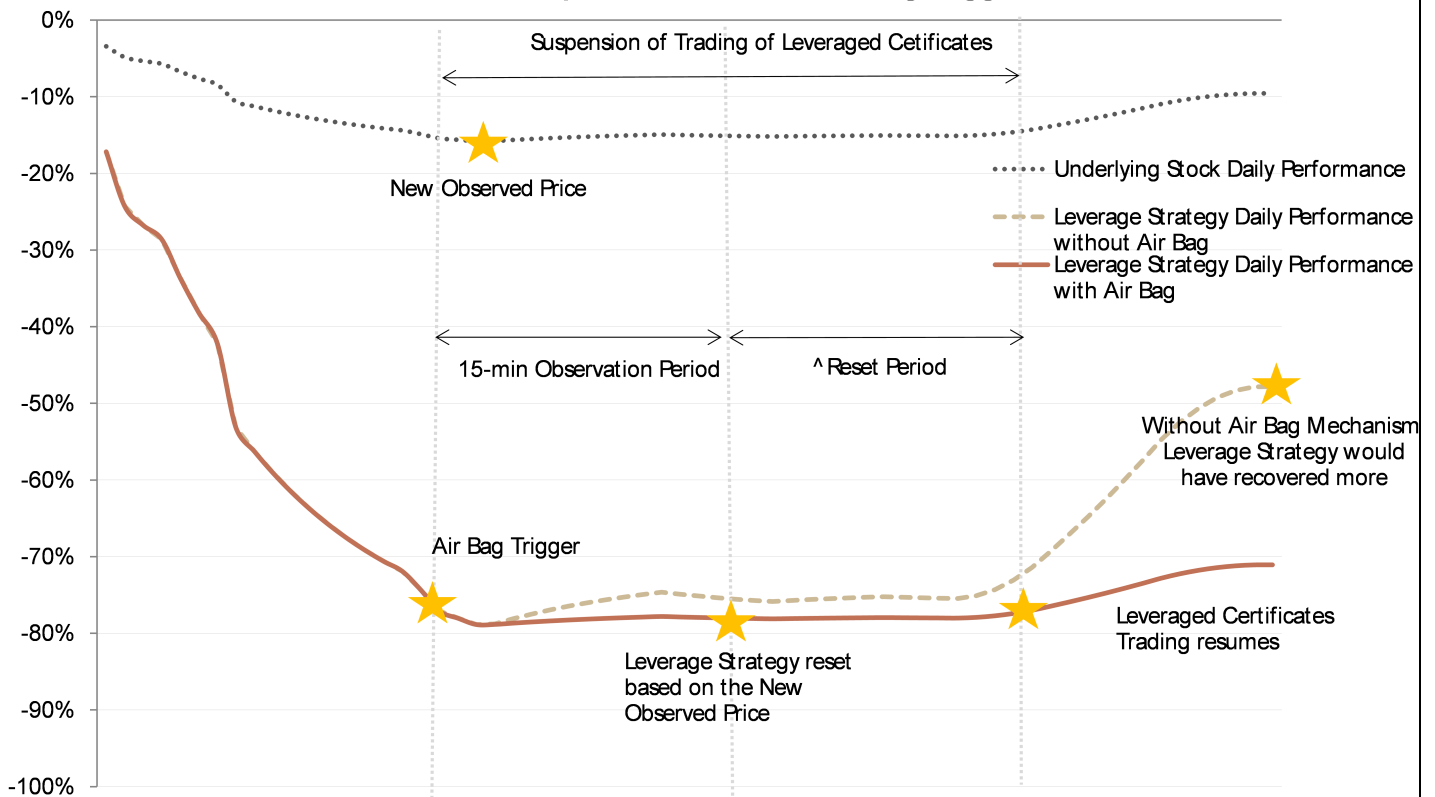 0%
Suspension of Trading of Leveraged Cetificates
-10%
-20%
New Observed Price
Underlying Stock Daily Performance
Leverage Strategy Daily Performance
without Air Bag
Leverage Strategy Daily Performance
with Air Bag
-30%
-40%
15-min Observation Period
^Reset Period
-50%
Without Air Bag Mechanism
Leverage Strategy would
have recovered more
-60%
-70%
Air Bag Trigger
-80%
Leveraged Certificates
Trading resumes
Leverage Strategy reset
based on the New
Observed Price
-90%
-100%